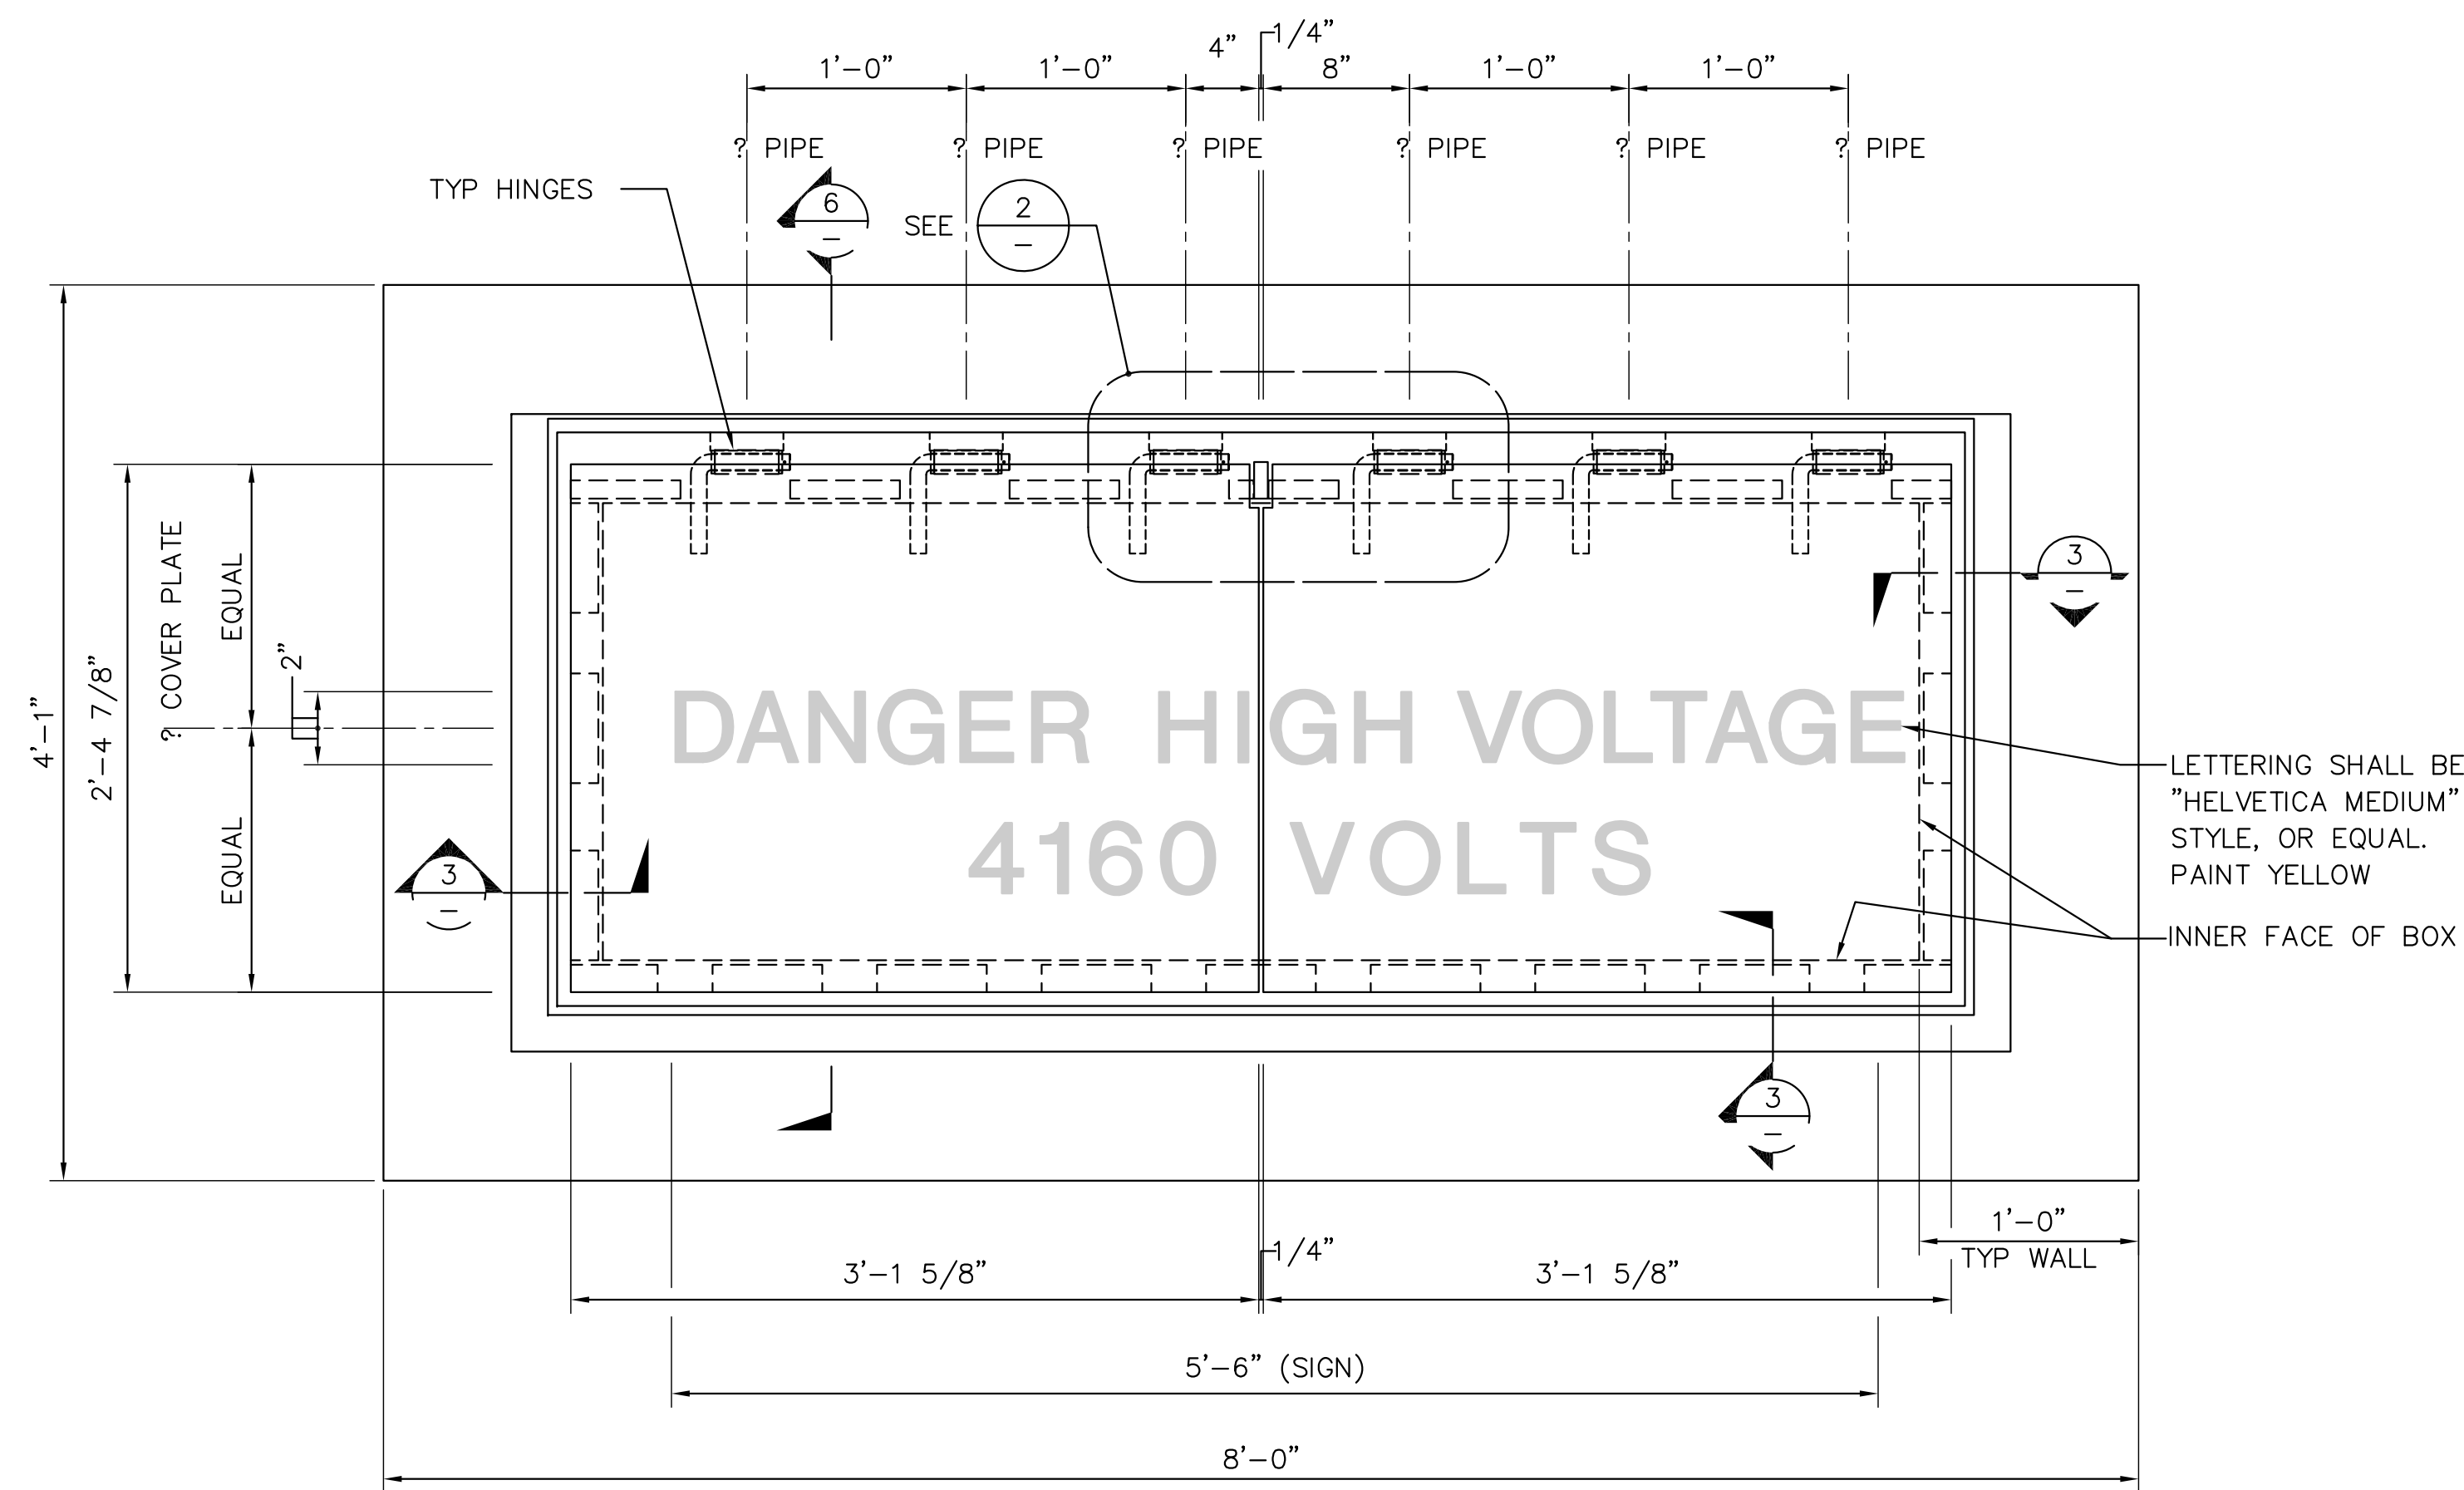 1/4”
4”
1’–0”
1’–0”
8”
1’–0”
1’–0”
? PIPE
? PIPE
? PIPE
? PIPE
? PIPE
? PIPE
TYP HINGES
6
–
SEE
2
–
3
–
4’–1”
2’–4 7/8”
? COVER PLATE
EQUAL
2”
EQUAL
DANGER HIGH VOLTAGE
4160 VOLTS
LETTERING SHALL BE
”HELVETICA MEDIUM”
STYLE, OR EQUAL.
PAINT YELLOW
3
–
INNER FACE OF BOX
3
–
1’–0”
TYP WALL
1/4”
3’–1 5/8”
3’–1 5/8”
5’–6” (SIGN)
8’–0”